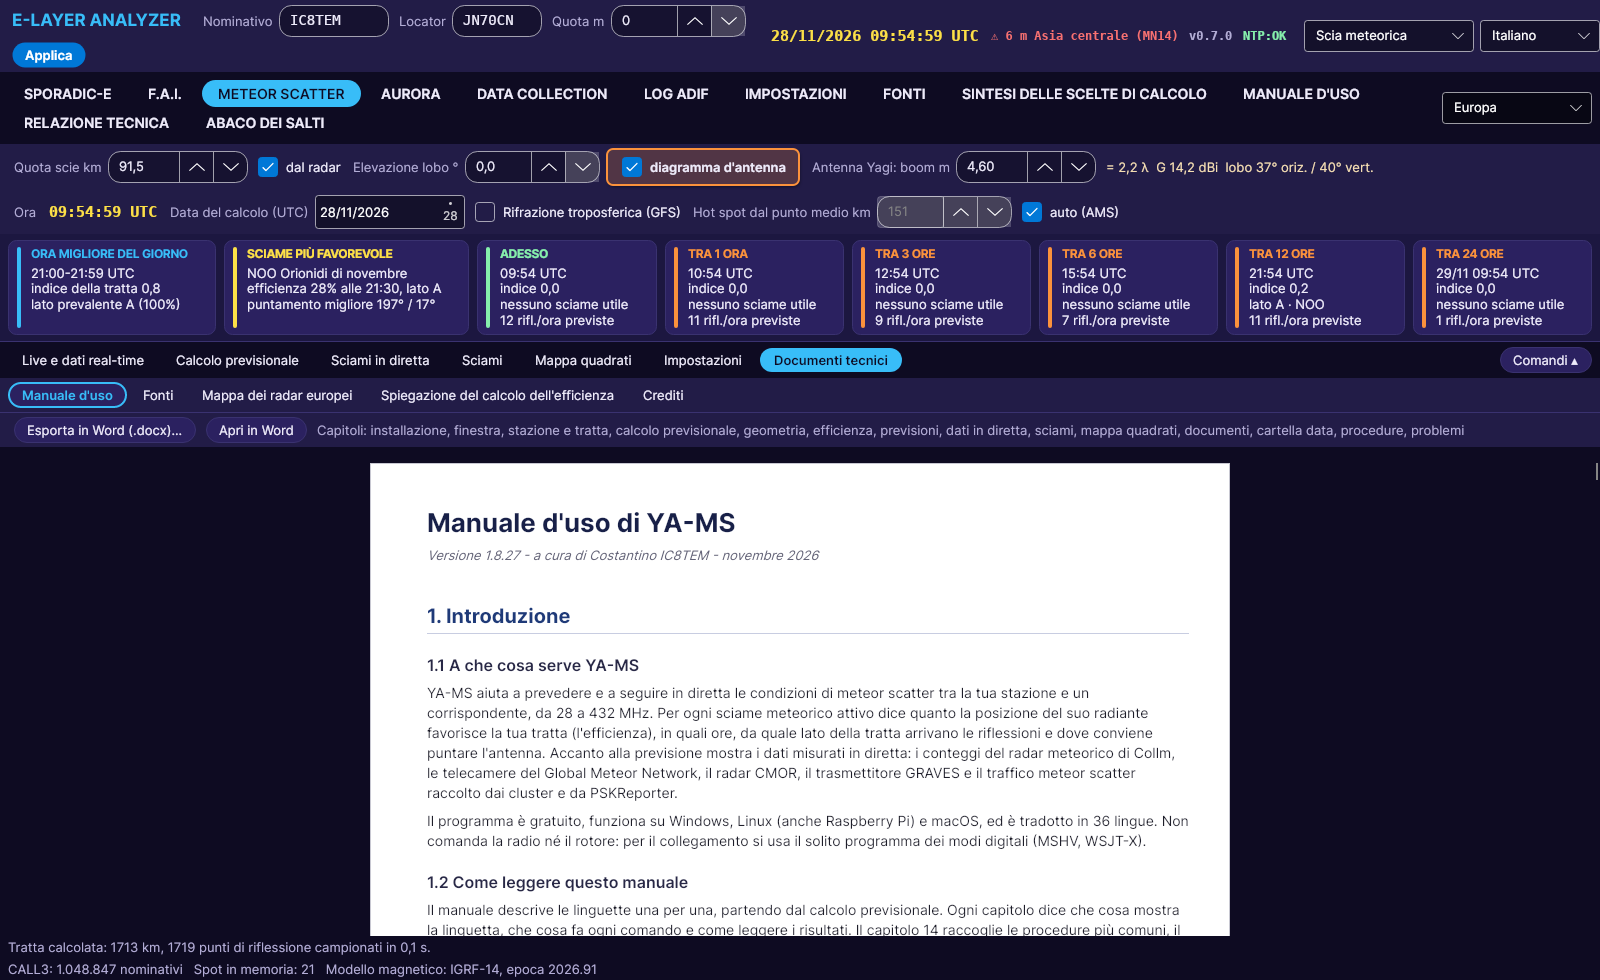 E-LAYER ANALYZER Nominativo IC8TEM Locator JN70CN Quota m 0
28/11/2026 09:54:59 UTC ⚠ 6 m Asia centrale (MN14) v0.7.0 NTP:OK Scia meteorica Italiano
Applica
SPORADIC-E F.A.I. METEOR SCATTER AURORA DATA COLLECTION LOG ADIF IMPOSTAZIONI FONTI SINTESI DELLE SCELTE DI CALCOLO MANUALE D'USO
RELAZIONE TECNICA ABACO DEI SALTI
Europa
Quota scie km 91,5 dal radar Elevazione lobo ° 0,0 diagramma d'antenna Antenna Yagi: boom m 4,60 = 2,2 λ G 14,2 dBi lobo 37° oriz. / 40° vert.
Ora 09:54:59 UTC Data del calcolo (UTC) 28/11/2026 28 Rifrazione troposferica (GFS) Hot spot dal punto medio km 151 auto (AMS)
ORA MIGLIORE DEL GIORNO
21:00-21:59 UTC
indice della tratta 0,8
lato prevalente A (100%)
SCIAME PIÙ FAVOREVOLE
NOO Orionidi di novembre
efficienza 28% alle 21:30, lato A
puntamento migliore 197° / 17°
ADESSO
09:54 UTC
indice 0,0
nessuno sciame utile
12 rifl./ora previste
TRA 1 ORA
10:54 UTC
indice 0,0
nessuno sciame utile
11 rifl./ora previste
TRA 3 ORE
12:54 UTC
indice 0,0
nessuno sciame utile
9 rifl./ora previste
TRA 6 ORE
15:54 UTC
indice 0,0
nessuno sciame utile
7 rifl./ora previste
TRA 12 ORE
21:54 UTC
indice 0,2
lato A · NOO
11 rifl./ora previste
TRA 24 ORE
29/11 09:54 UTC
indice 0,0
nessuno sciame utile
1 rifl./ora previste
Live e dati real-time Calcolo previsionale Sciami in diretta Sciami Mappa quadrati Impostazioni Documenti tecnici Comandi ▴
Manuale d'uso Fonti Mappa dei radar europei Spiegazione del calcolo dell'efficienza Crediti
Esporta in Word (.docx)... Apri in Word Capitoli: installazione, finestra, stazione e tratta, calcolo previsionale, geometria, efficienza, previsioni, dati in diretta, sciami, mappa quadrati, documenti, cartella data, procedure, problemi
Manuale d'uso di YA-MS
Versione 1.8.27 - a cura di Costantino IC8TEM - novembre 2026
1. Introduzione
1.1 A che cosa serve YA-MS
YA-MS aiuta a prevedere e a seguire in diretta le condizioni di meteor scatter tra la tua stazione e un
corrispondente, da 28 a 432 MHz. Per ogni sciame meteorico attivo dice quanto la posizione del suo radiante
favorisce la tua tratta (l'efficienza), in quali ore, da quale lato della tratta arrivano le riflessioni e dove conviene
puntare l'antenna. Accanto alla previsione mostra i dati misurati in diretta: i conteggi del radar meteorico di Collm,
le telecamere del Global Meteor Network, il radar CMOR, il trasmettitore GRAVES e il traffico meteor scatter
raccolto dai cluster e da PSKReporter.
Il programma è gratuito, funziona su Windows, Linux (anche Raspberry Pi) e macOS, ed è tradotto in 36 lingue. Non
comanda la radio né il rotore: per il collegamento si usa il solito programma dei modi digitali (MSHV, WSJT-X).
1.2 Come leggere questo manuale
Il manuale descrive le linguette una per una, partendo dal calcolo previsionale. Ogni capitolo dice che cosa mostra
la linguetta, che cosa fa ogni comando e come leggere i risultati. Il capitolo 14 raccoglie le procedure più comuni, il
Tratta calcolata: 1713 km, 1719 punti di riflessione campionati in 0,1 s.
CALL3: 1.048.847 nominativi Spot in memoria: 21 Modello magnetico: IGRF-14, epoca 2026.91